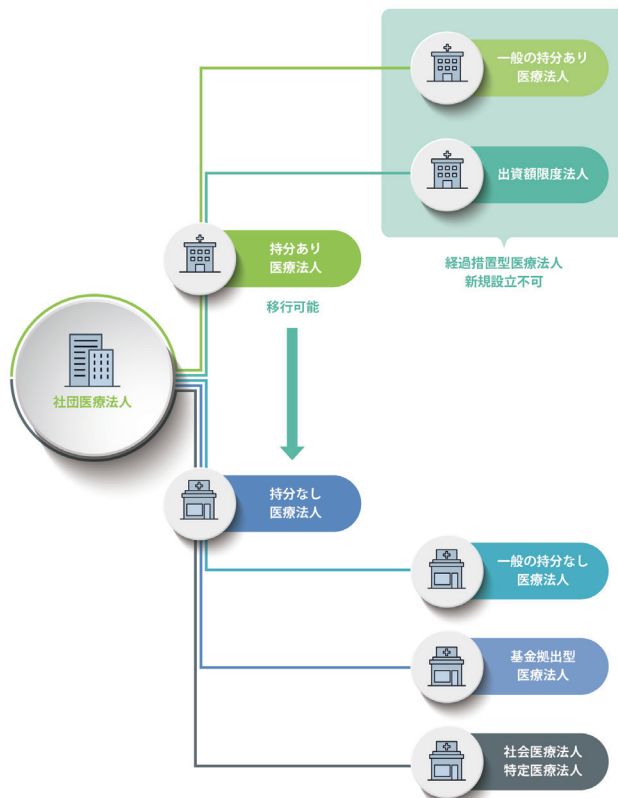 一般の持分あり
医療法人
出資額限度法人
経過措置型医療法人
新規設立不可
持分あり
医療法人
移行可能
社団医療法人
持分なし
医療法人
一般の持分なし
医療法人
基金拠出型
医療法人
社会医療法人
特定医療法人